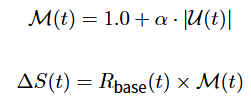 ℳ(t) = 1.0 + α · |𝒰(t)|
ΔS(t) = R_base(t) × ℳ(t)